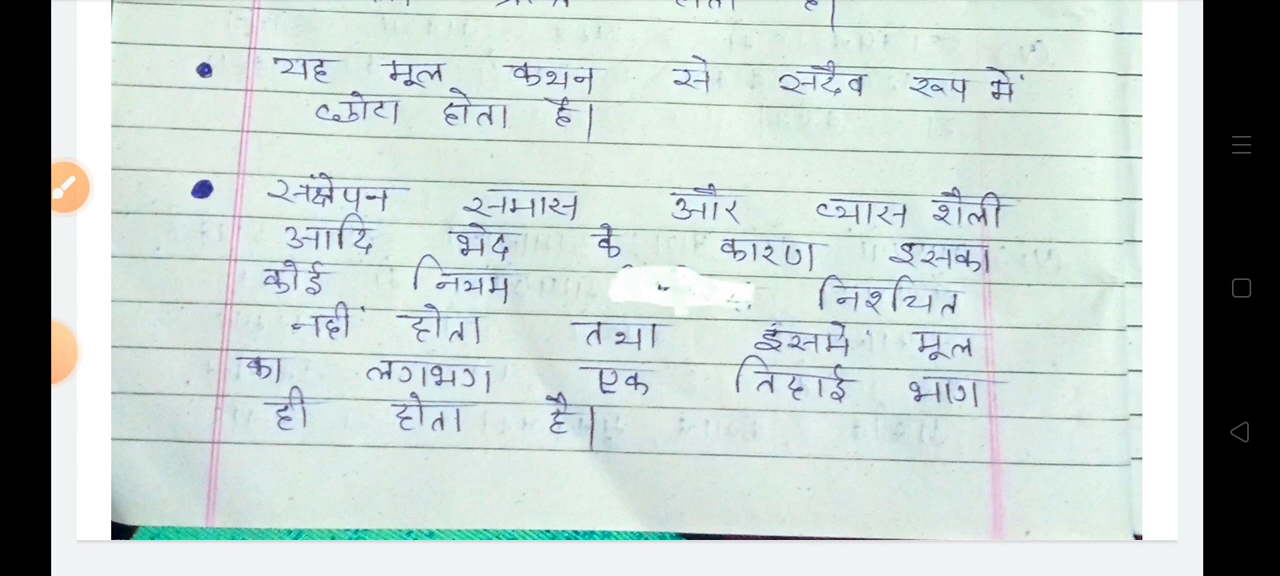 होता है।
यह मूल कथन से सदैव रूप में
छोटा होता है।
संक्षेपन समास और व्यास शैली
आदि भेद के कारण इसका
कोई नियम निश्चित
नहीं होता तथा इसमें मूल
का लगभग एक तिहाई भाग
ही होता है।